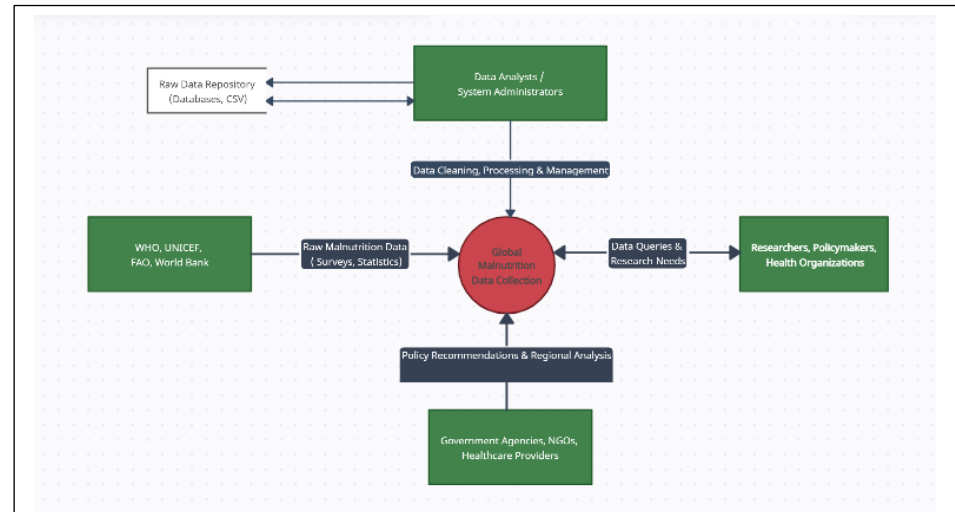 Data Analysts /
System Administrators
Raw Data Repository
(Databases, CSV)
Data Cleaning, Processing & Management
WHO, UNICEF,
FAO, World Bank
Raw Malnutrition Data
( Surveys, Statistics)
Global
Malnutrition
Data Collection
Data Queries &
Research Needs
Researchers, Policymakers,
Health Organizations
Policy Recommendations & Regional Analysis
Government Agencies, NGOs,
Healthcare Providers